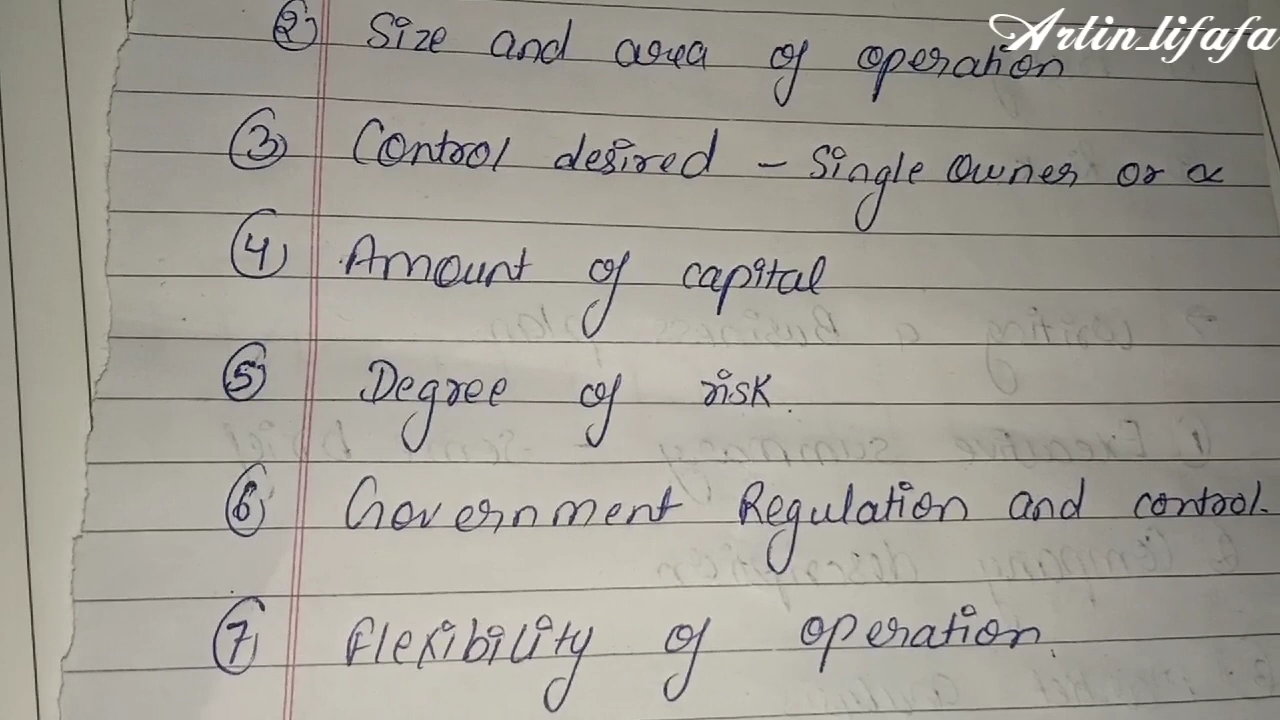 Artin_lifafa
② Size and area of operation
③ Control desired - Single Owner or a
④ Amount of capital
⑤ Degree of risk.
⑥ Government Regulation and control.
⑦ flexibility of operation.